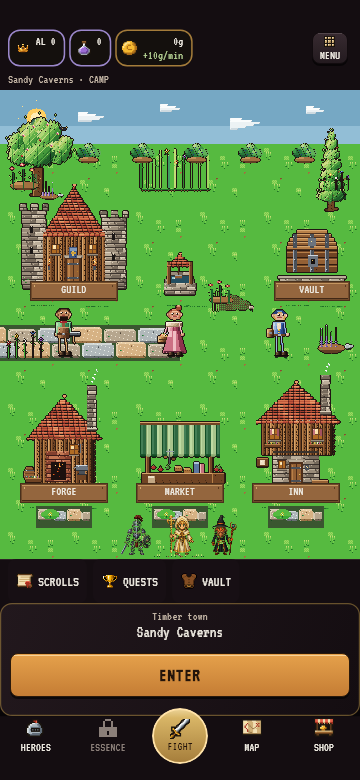 AL 0
0
0g
+10g/min
MENU
Sandy Caverns · CAMP
GUILD
VAULT
FORGE
MARKET
INN
SCROLLS
QUESTS
VAULT
Timber town
Sandy Caverns
ENTER
HEROES
ESSENCE
FIGHT
MAP
SHOP